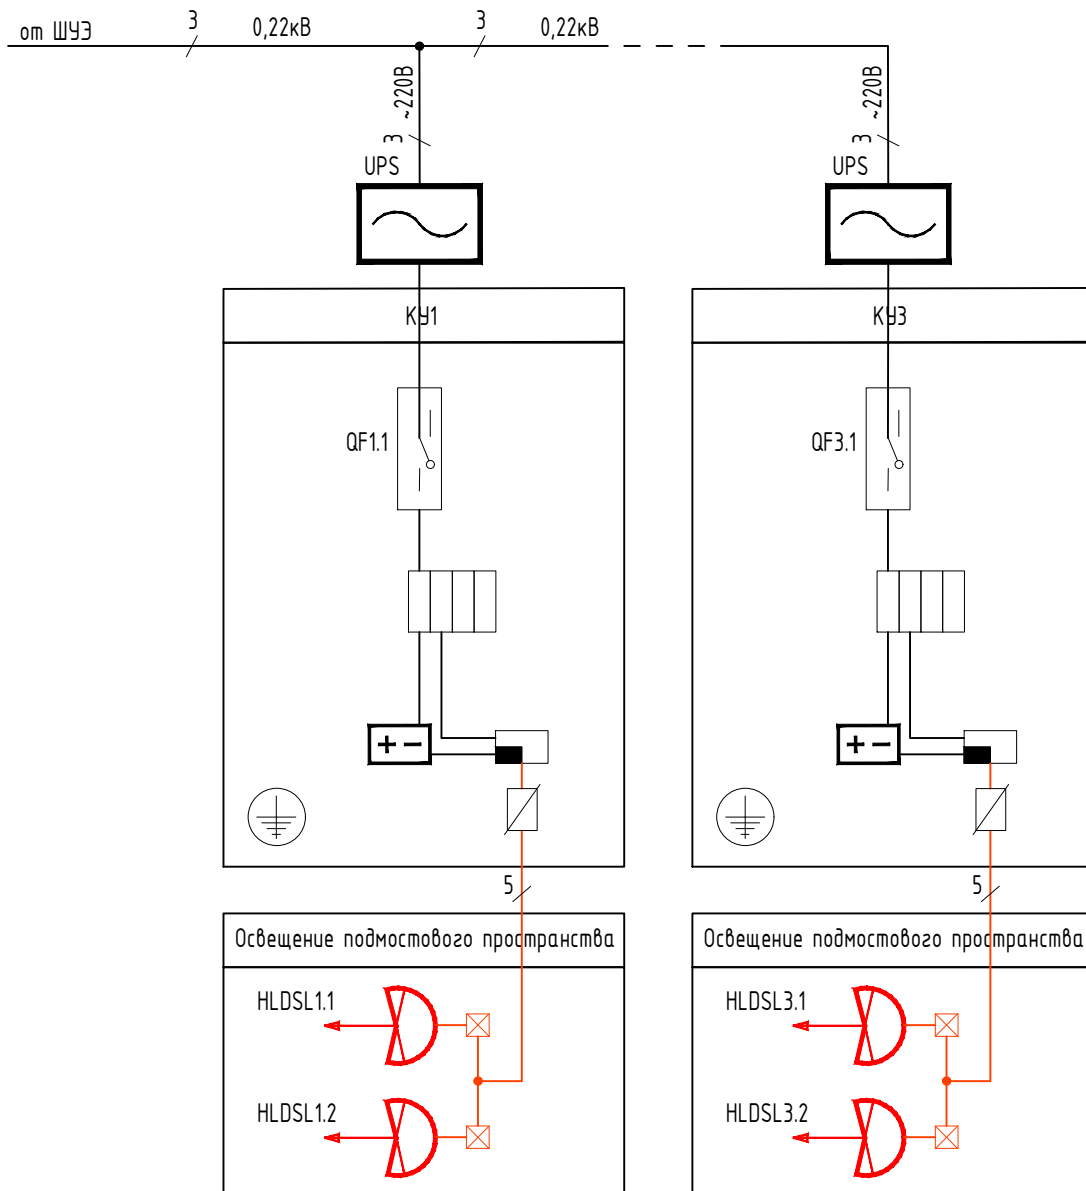 от ШУЭ
3
0,22кВ
3
0,22кВ
~220В
3
~220В
3
UPS
UPS
КУ1
КУ3
QF1.1
QF3.1
+ -
+ -
5
5
Освещение подмостового пространства
Освещение подмостового пространства
HLDSL1.1
HLDSL3.1
HLDSL1.2
HLDSL3.2